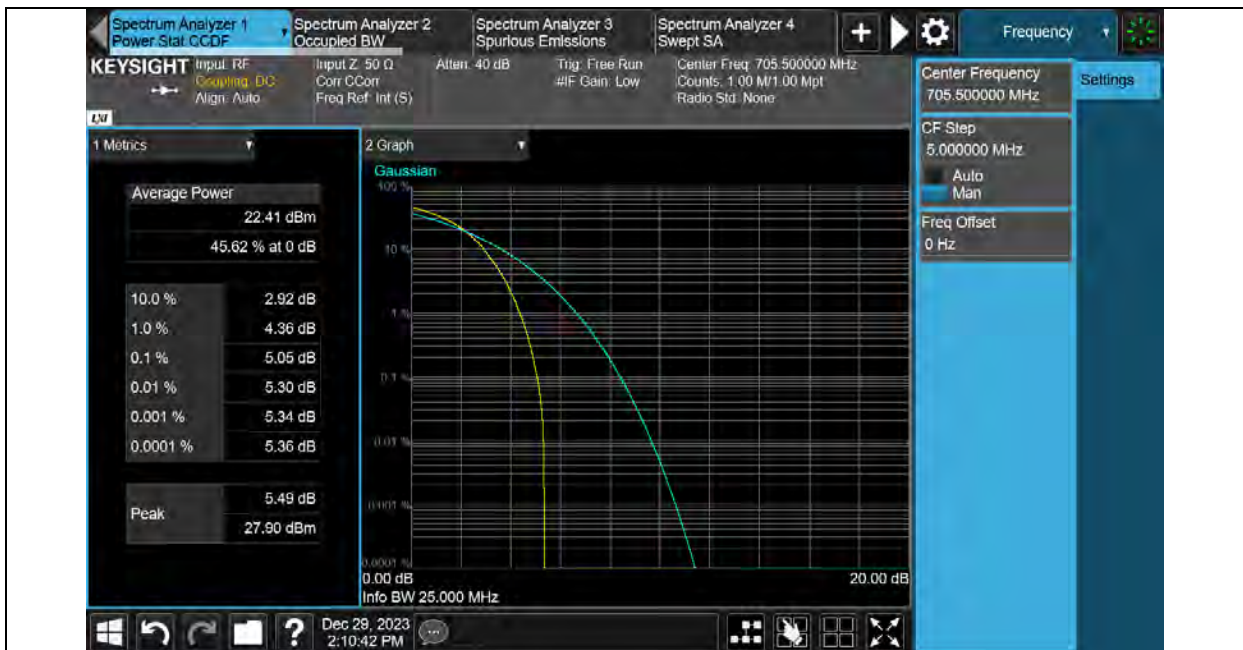 Spectrum Analyzer 1
Power Stat CCDF
Spectrum Analyzer 2
Occupied BW
Spectrum Analyzer 3
Spurious Emissions
Spectrum Analyzer 4
Swept SA
Frequency
KEYSIGHT
Input: RF
Coupling: DC
Align: Auto
Input Z: 50 Ω
Corr CCorr
Freq Ref: Int (S)
Atten: 40 dB
Trig: Free Run
#IF Gain: Low
Center Freq: 705.500000 MHz
Counts: 1.00 M/1.00 Mpt
Radio Std: None
LXI
Center Frequency
705.500000 MHz
Settings
CF Step
5.000000 MHz
Auto
Man
Freq Offset
0 Hz
1 Metrics
Average Power
22.41 dBm
45.62 % at 0 dB
10.0 % 2.92 dB
1.0 % 4.36 dB
0.1 % 5.05 dB
0.01 % 5.30 dB
0.001 % 5.34 dB
0.0001 % 5.36 dB
Peak
5.49 dB
27.90 dBm
2 Graph
Gaussian
100 %
10 %
1 %
0.1 %
0.01 %
0.001 %
0.0001 %
0.00 dB 20.00 dB
Info BW 25.000 MHz
? Dec 29, 2023
2:10:42 PM